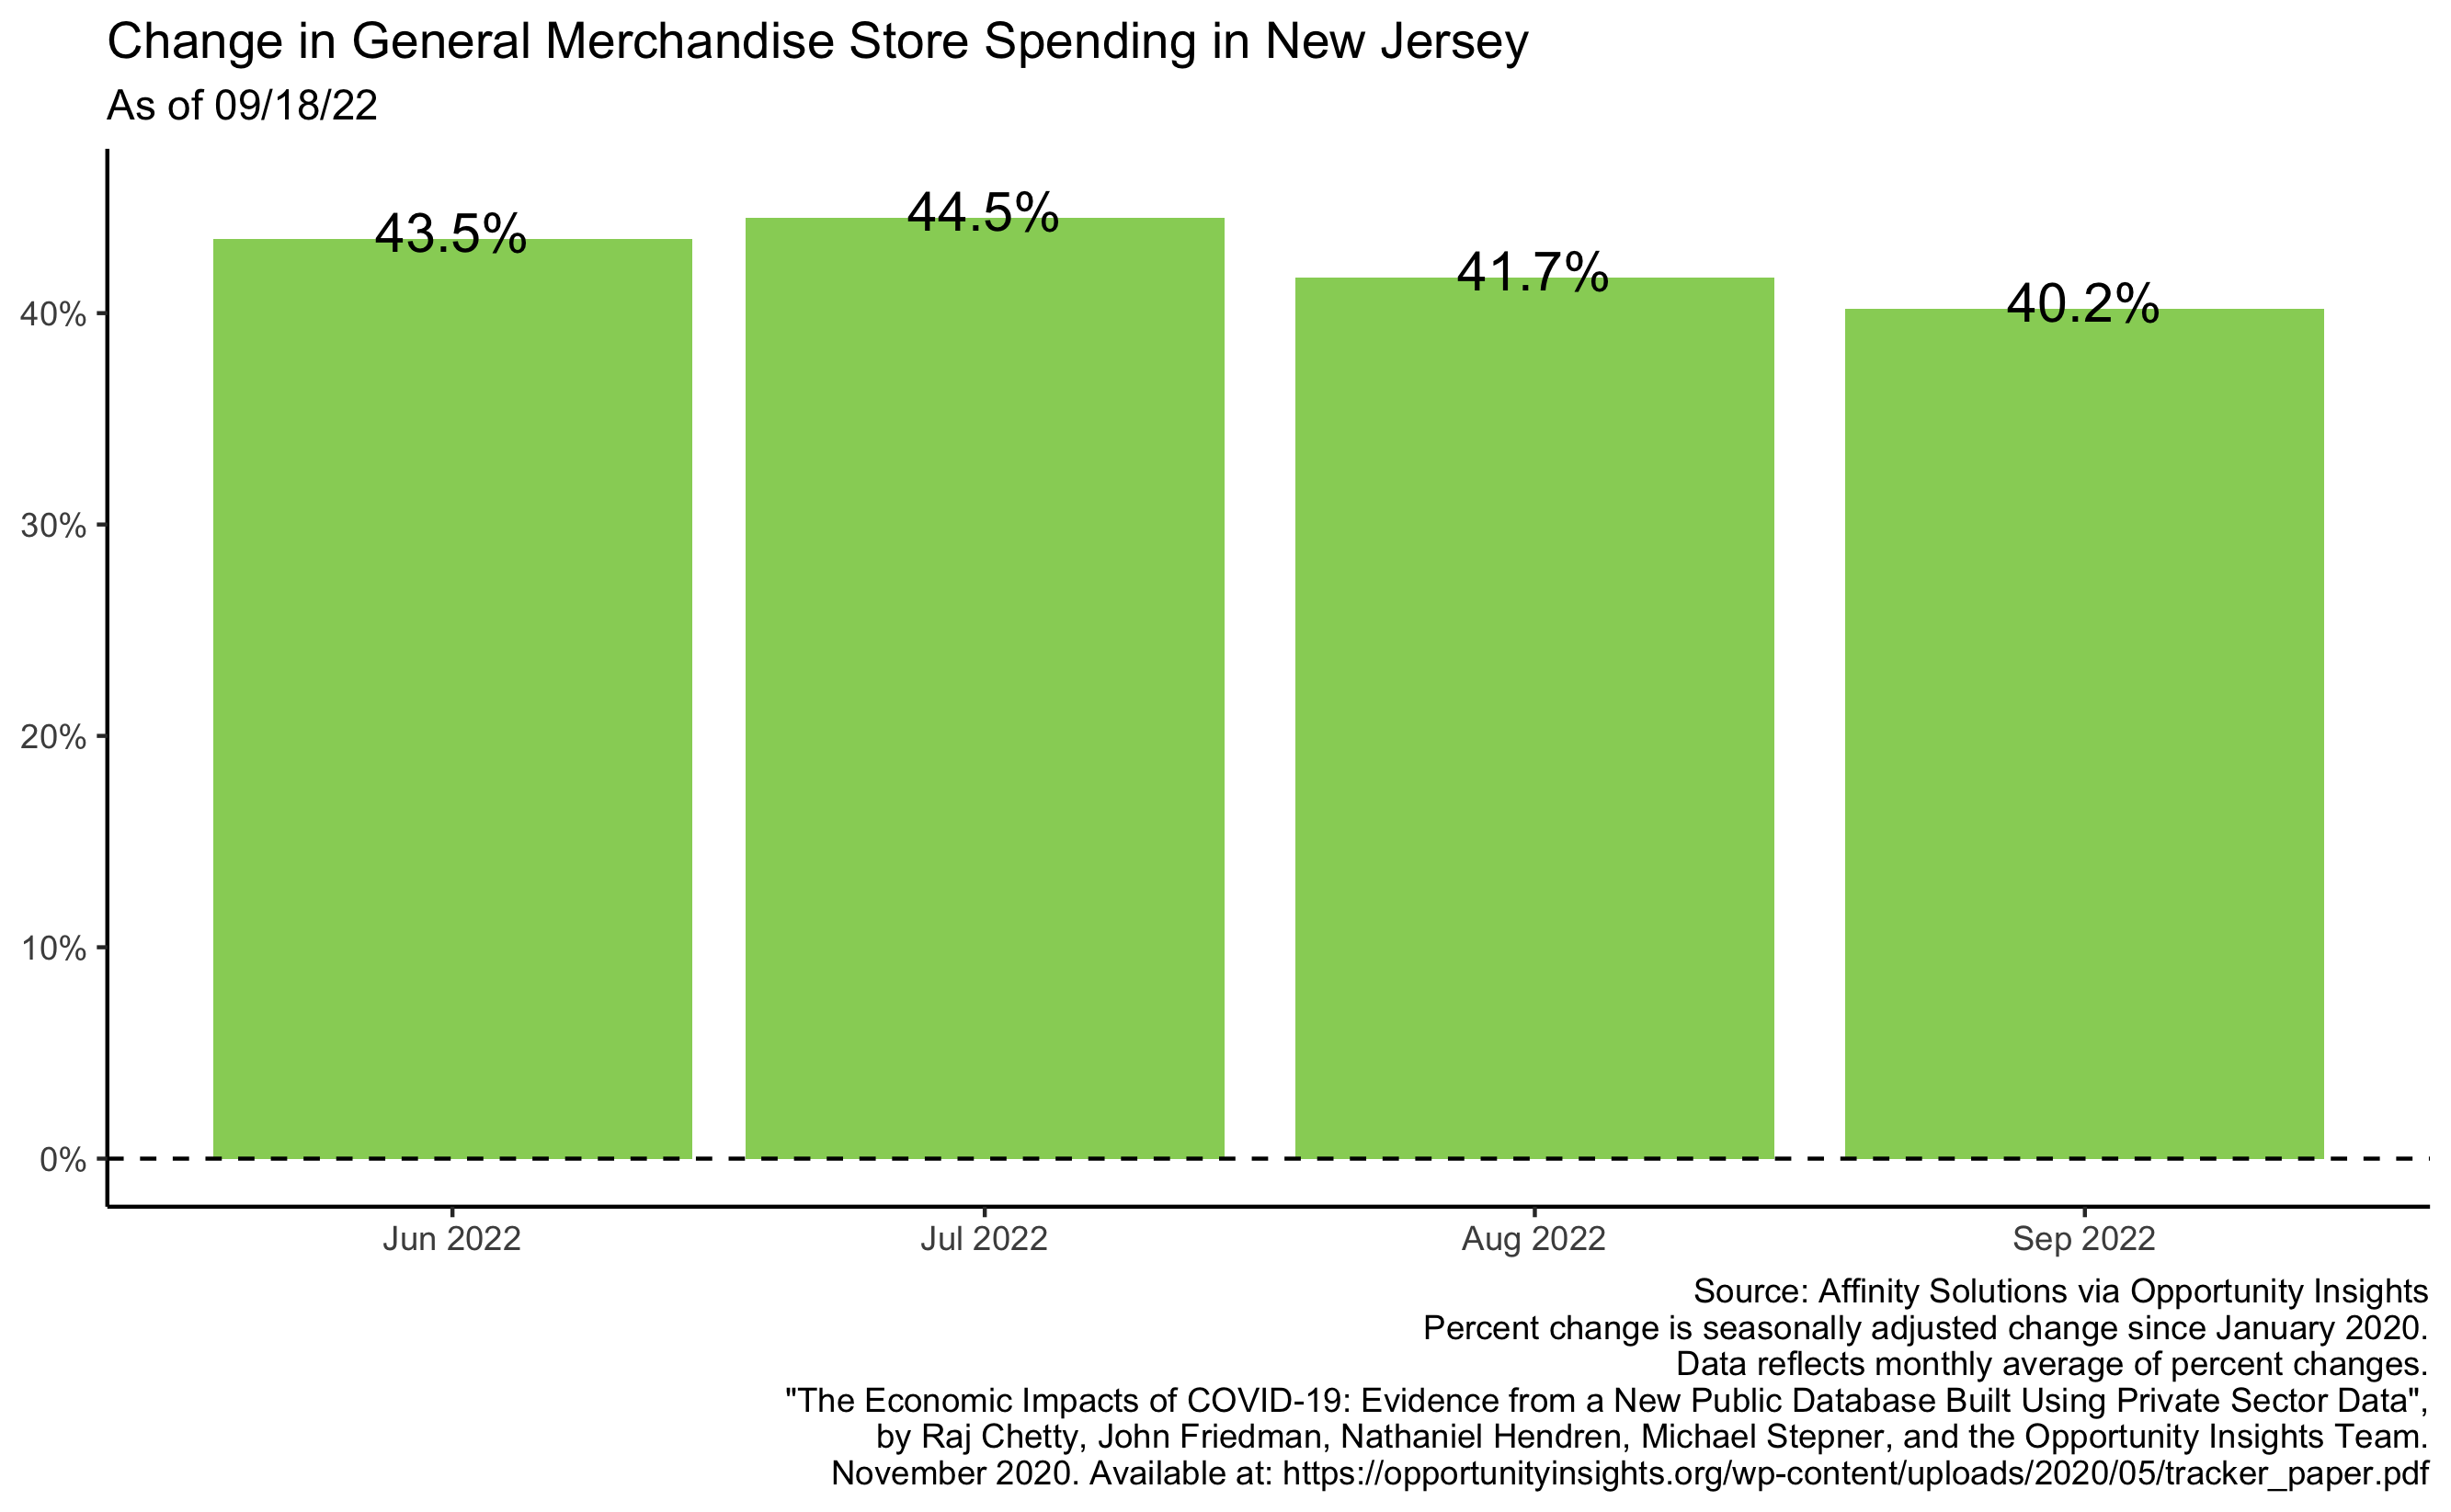 Change in General Merchandise Store Spending in New Jersey
As of 09/18/22
43.5%
44.5%
41.7%
40.2%
40%
30%
20%
10%
0%
Jun 2022
Jul 2022
Aug 2022
Sep 2022
Source: Affinity Solutions via Opportunity Insights
Percent change is seasonally adjusted change since January 2020.
Data reflects monthly average of percent changes.
"The Economic Impacts of COVID-19: Evidence from a New Public Database Built Using Private Sector Data",
by Raj Chetty, John Friedman, Nathaniel Hendren, Michael Stepner, and the Opportunity Insights Team.
November 2020. Available at: https://opportunityinsights.org/wp-content/uploads/2020/05/tracker_paper.pdf